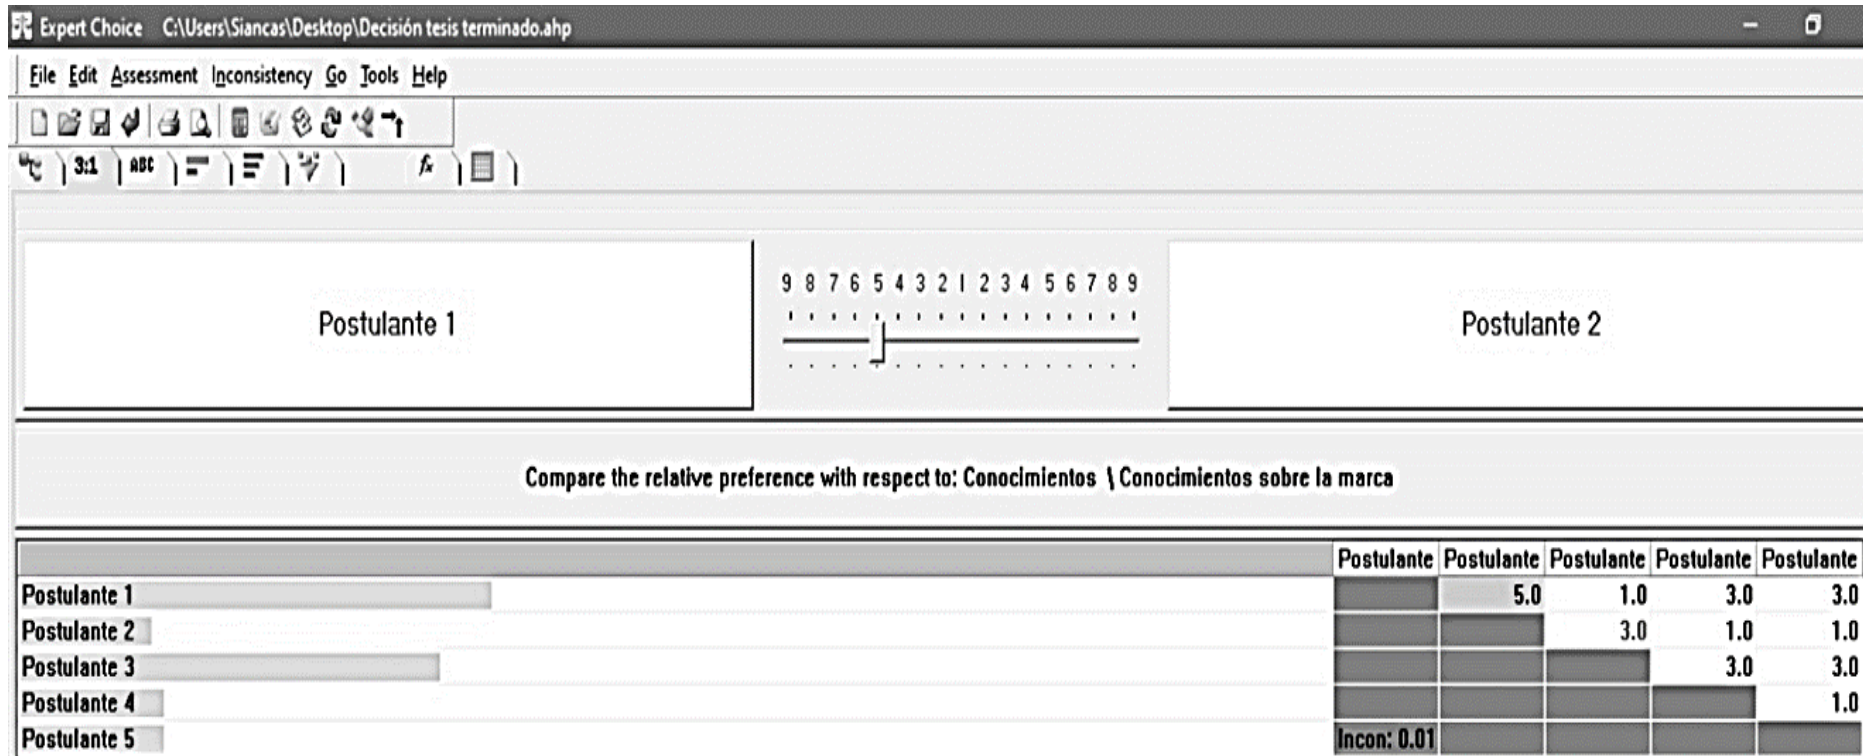 Expert Choice C:\Users\Siancas\Desktop\Decisión tesis terminado.ahp
File Edit Assessment Inconsistency Go Tools Help
3:1 ABC fx
9 8 7 6 5 4 3 2 1 2 3 4 5 6 7 8 9
Postulante 1 Postulante 2
Compare the relative preference with respect to: Conocimientos \ Conocimientos sobre la marca
Postulante Postulante Postulante Postulante Postulante
Postulante 1 5.0 1.0 3.0 3.0
Postulante 2 3.0 1.0 1.0
Postulante 3 3.0 3.0
Postulante 4 1.0
Postulante 5 Incon: 0.01